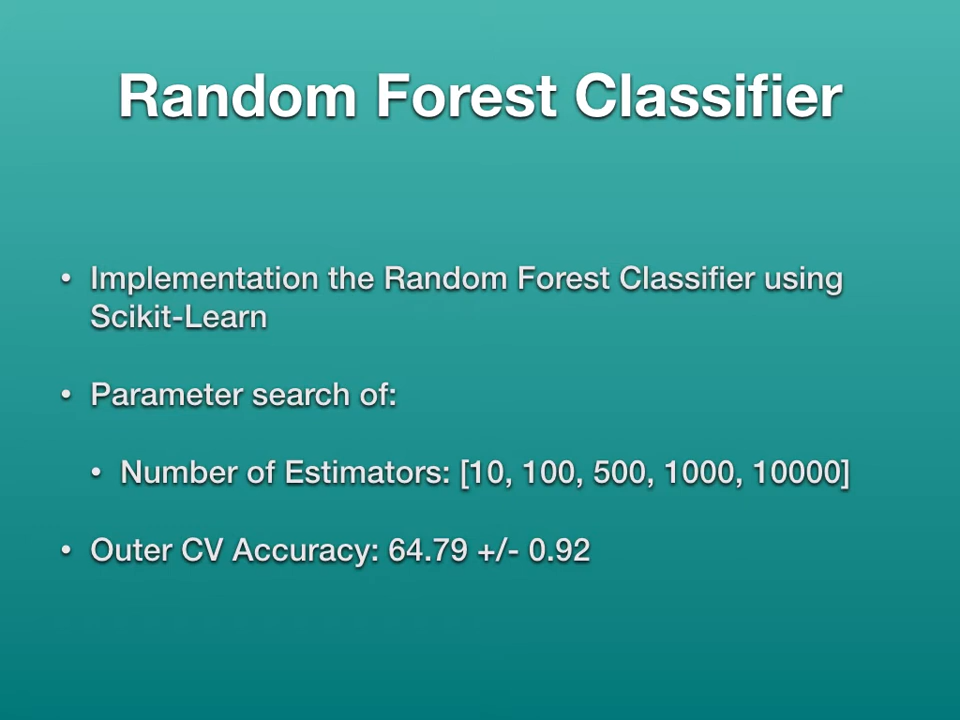 Random Forest Classifier
• Implementation the Random Forest Classifier using
Scikit-Learn
• Parameter search of:
• Number of Estimators: [10, 100, 500, 1000, 10000]
• Outer CV Accuracy: 64.79 +/- 0.92